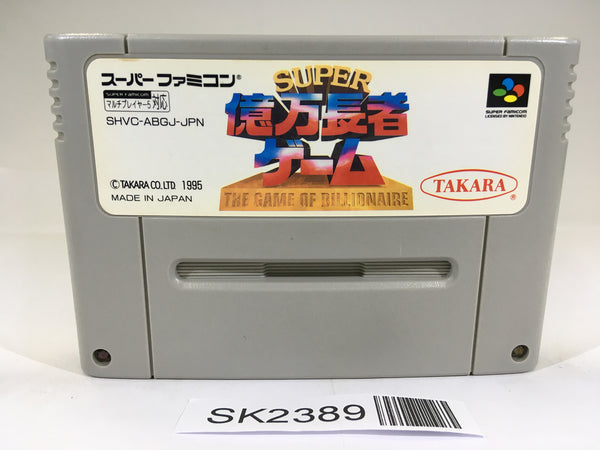 スーパーファミコン®
SUPER FAMICOM
マルチプレイヤー5対応
SHVC-ABGJ-JPN
©TAKARA CO.LTD. 1995
MADE IN JAPAN
SUPER
億万長者
ゲーム
THE GAME OF BILLIONAIRE
SUPER FAMICOM
LICENSED BY NINTENDO
TAKARA®
SK2389